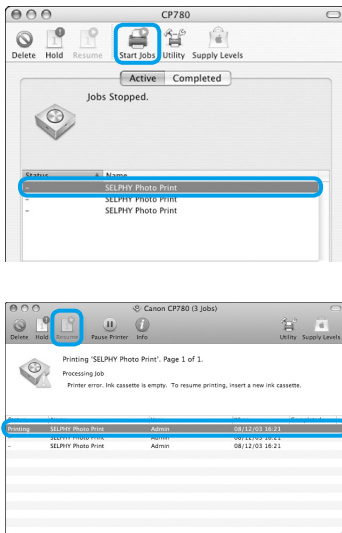 CP780
Delete Hold Resume Start Jobs Utility Supply Levels
Active Completed
Jobs Stopped.
Status Name
- SELPHY Photo Print
- SELPHY Photo Print
- SELPHY Photo Print
Canon CP780 (3 Jobs)
Delete Hold Resume Pause Printer Info Utility Supply Levels
Printing 'SELPHY Photo Print'. Page 1 of 1.
Processing Job
Printer error. Ink cassette is empty. To resume printing, insert a new ink cassette.
Printing SELPHY Photo Print Admin 08/12/03 16:21
- SELPHY Photo Print Admin 08/12/03 16:21
- SELPHY Photo Print Admin 08/12/03 16:21